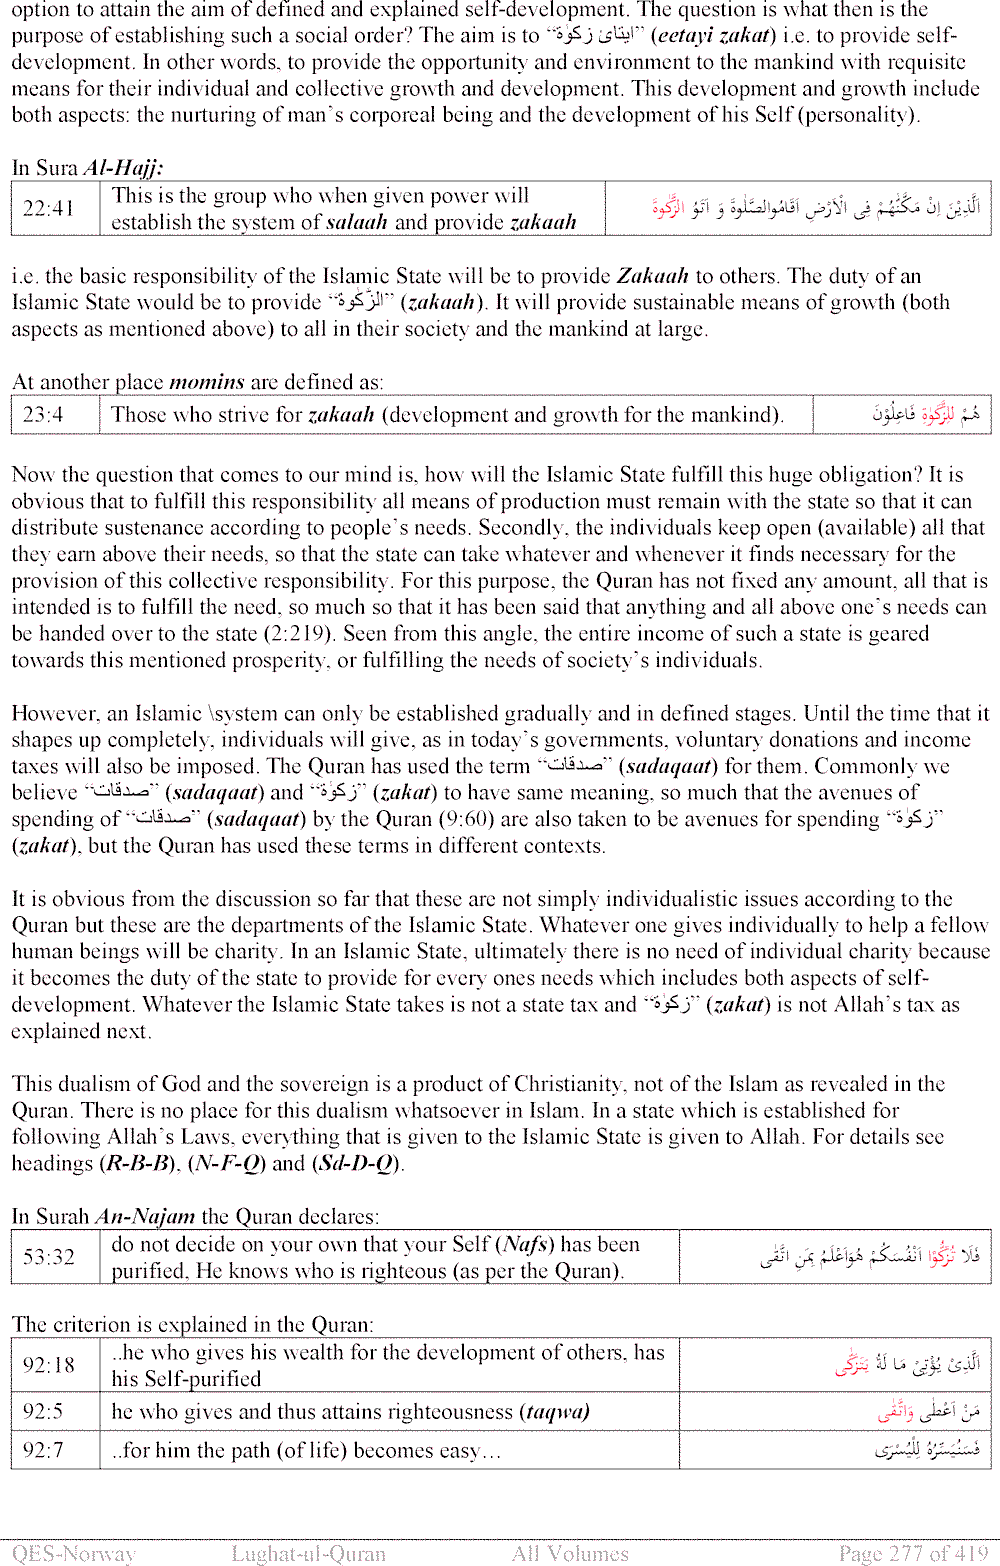 option to attain the aim of defined and explained self-development. The question is what then is the
purpose of establishing such a social order? The aim is to “ایتائ زکوٰۃ” (eetayi zakat) i.e. to provide self-
development. In other words, to provide the opportunity and environment to the mankind with requisite
means for their individual and collective growth and development. This development and growth include
both aspects: the nurturing of man’s corporeal being and the development of his Self (personality).
In Sura Al-Hajj:
22:41 This is the group who when given power will
establish the system of salaah and provide zakaah
اَلَّذِيْنَ اِنْ مَكَّنّٰهُمْ فِى الْاَرْضِ اَقَامُوالصَّلٰوةَ وَ اٰتَوُ الزَّكٰوةَ
i.e. the basic responsibility of the Islamic State will be to provide Zakaah to others. The duty of an
Islamic State would be to provide “الزَّکٰوۃ” (zakaah). It will provide sustainable means of growth (both
aspects as mentioned above) to all in their society and the mankind at large.
At another place momins are defined as:
23:4 Those who strive for zakaah (development and growth for the mankind). هُمْ لِلزَّكٰوةِ فَاعِلُوْنَ
Now the question that comes to our mind is, how will the Islamic State fulfill this huge obligation? It is
obvious that to fulfill this responsibility all means of production must remain with the state so that it can
distribute sustenance according to people’s needs. Secondly, the individuals keep open (available) all that
they earn above their needs, so that the state can take whatever and whenever it finds necessary for the
provision of this collective responsibility. For this purpose, the Quran has not fixed any amount, all that is
intended is to fulfill the need, so much so that it has been said that anything and all above one’s needs can
be handed over to the state (2:219). Seen from this angle, the entire income of such a state is geared
towards this mentioned prosperity, or fulfilling the needs of society’s individuals.
However, an Islamic \system can only be established gradually and in defined stages. Until the time that it
shapes up completely, individuals will give, as in today’s governments, voluntary donations and income
taxes will also be imposed. The Quran has used the term “صدقات” (sadaqaat) for them. Commonly we
believe “صدقات” (sadaqaat) and “زکوٰۃ” (zakat) to have same meaning, so much that the avenues of
spending of “صدقات” (sadaqaat) by the Quran (9:60) are also taken to be avenues for spending “زکوٰۃ”
(zakat), but the Quran has used these terms in different contexts.
It is obvious from the discussion so far that these are not simply individualistic issues according to the
Quran but these are the departments of the Islamic State. Whatever one gives individually to help a fellow
human beings will be charity. In an Islamic State, ultimately there is no need of individual charity because
it becomes the duty of the state to provide for every ones needs which includes both aspects of self-
development. Whatever the Islamic State takes is not a state tax and “زکوٰۃ” (zakat) is not Allah’s tax as
explained next.
This dualism of God and the sovereign is a product of Christianity, not of the Islam as revealed in the
Quran. There is no place for this dualism whatsoever in Islam. In a state which is established for
following Allah’s Laws, everything that is given to the Islamic State is given to Allah. For details see
headings (R-B-B), (N-F-Q) and (Sd-D-Q).
In Surah An-Najam the Quran declares:
53:32 do not decide on your own that your Self (Nafs) has been
purified, He knows who is righteous (as per the Quran).
فَلَا تُزَكُّوْا اَنْفُسَكُمْ هُوَاَعْلَمُ بِمَنِ اتَّقٰى
The criterion is explained in the Quran:
92:18 ..he who gives his wealth for the development of others, has
his Self-purified
اَلَّذِىْ يُؤْتِىْ مَا لَهٗ يَتَزَكّٰى
92:5 he who gives and thus attains righteousness (taqwa) مَنْ اَعْطٰى وَاتَّقٰى
92:7 ..for him the path (of life) becomes easy… فَسَنُيَسِّرُهٗ لِلْيُسْرٰى
QES-Norway Lughat-ul-Quran All Volumes Page 277 of 419